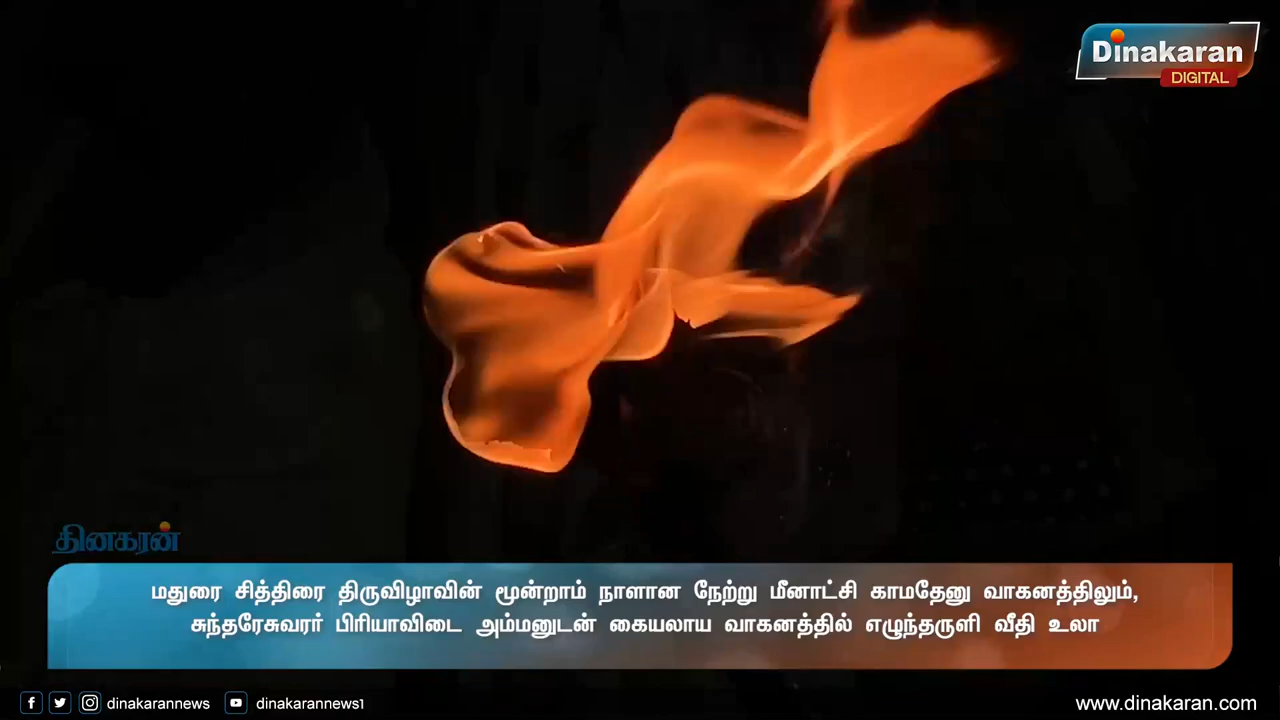 Dinakaran
DIGITAL
தினகரன்
மதுரை சித்திரை திருவிழாவின் மூன்றாம் நாளான நேற்று மீனாட்சி காமதேனு வாகனத்திலும்,
சுந்தரேசுவரர் பிரியாவிடை அம்மனுடன் கையலாய வாகனத்தில் எழுந்தருளி வீதி உலா
dinakarannews
dinakarannews1
www.dinakaran.com